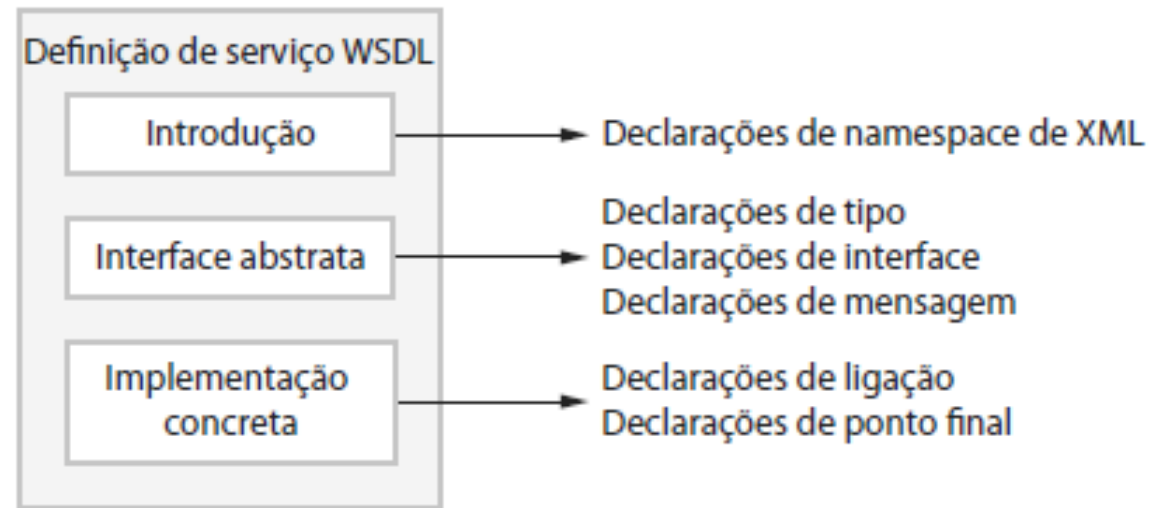 Definição de serviço WSDL
Introdução
Declarações de namespace de XML
Interface abstrata
Declarações de tipo
Declarações de interface
Declarações de mensagem
Implementação
concreta
Declarações de ligação
Declarações de ponto final